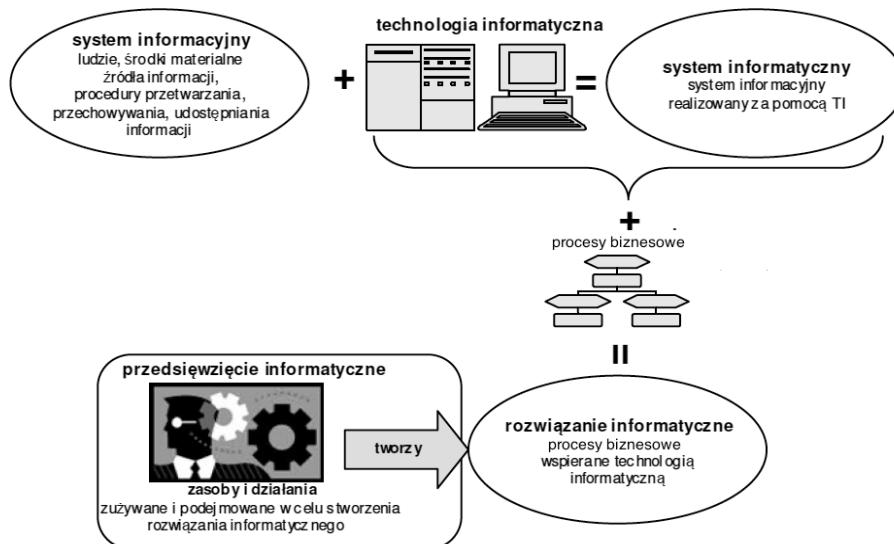 system informacyjny
ludzie, środki materialne
źródła informacji,
procedury przetwarzania,
przechowywania, udostępniania
informacji
+
technologia informatyczna
=
system informatyczny
system informacyjny
realizowany za pomocą TI
+
procesy biznesowe
=
przedsięwzięcie informatyczne
zasoby i działania
zużywane i podejmowane w celu stworzenia
rozwiązania informatycznego
tworzy
rozwiązanie informatyczne
procesy biznesowe
wspierane technologią
informatyczną